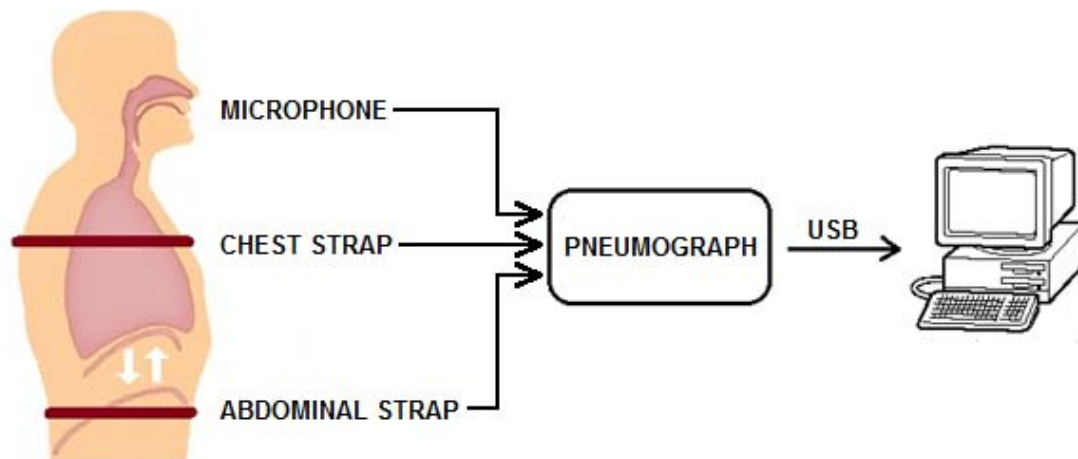 MICROPHONE
CHEST STRAP
ABDOMINAL STRAP
PNEUMOGRAPH
USB